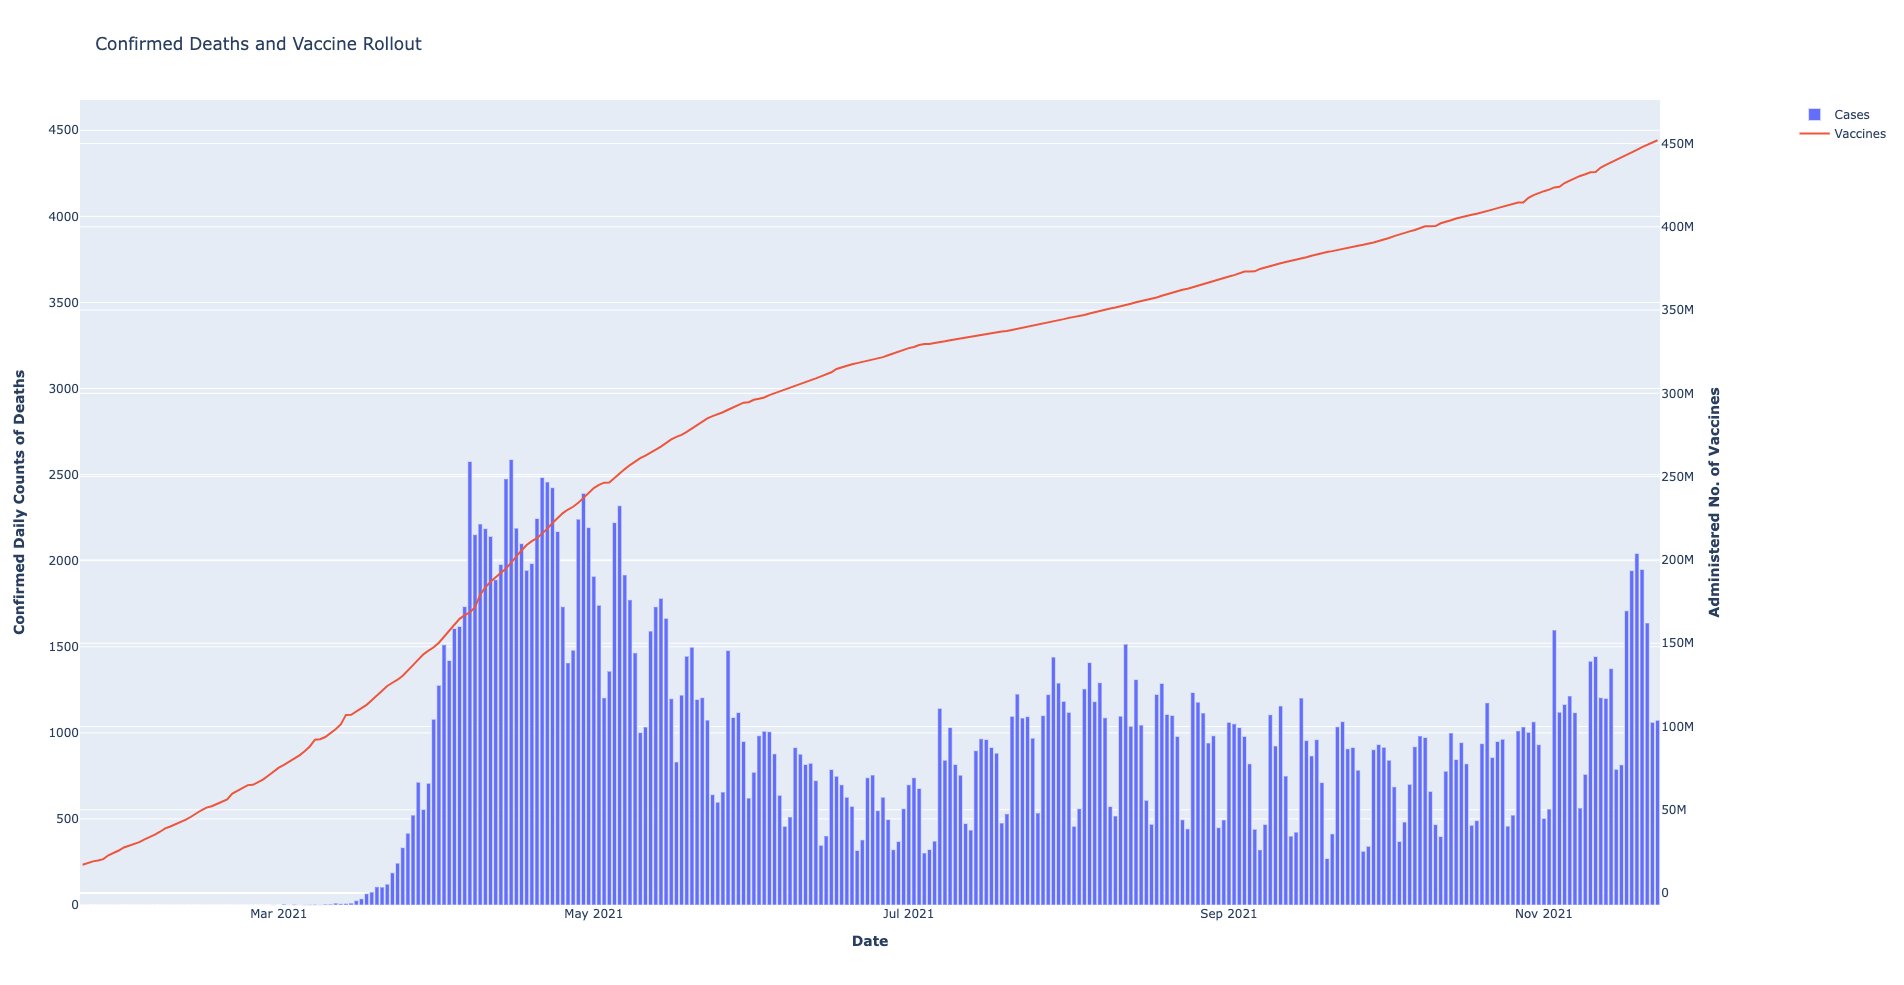 Confirmed Deaths and Vaccine Rollout
Cases
Vaccines
4500
4000
3500
3000
2500
2000
1500
1000
500
0
Confirmed Daily Counts of Deaths
450M
400M
350M
300M
250M
200M
150M
100M
50M
0
Administered No. of Vaccines
Mar 2021 May 2021 Jul 2021 Sep 2021 Nov 2021
Date